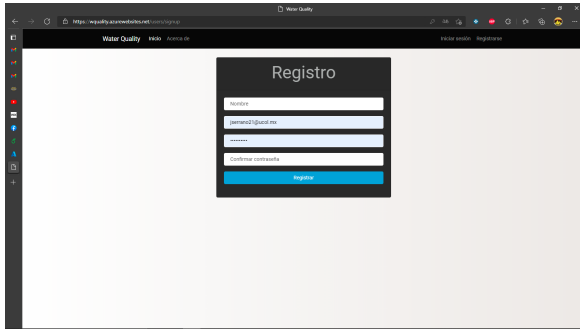 Water Quality
https://wquality.azurewebsites.net/users/signup
Water Quality Inicio Acerca de Iniciar sesión Registrarse
Registro
Nombre
jserrano21@ucol.mx
•••••••••
Confirmar contraseña
Registrar